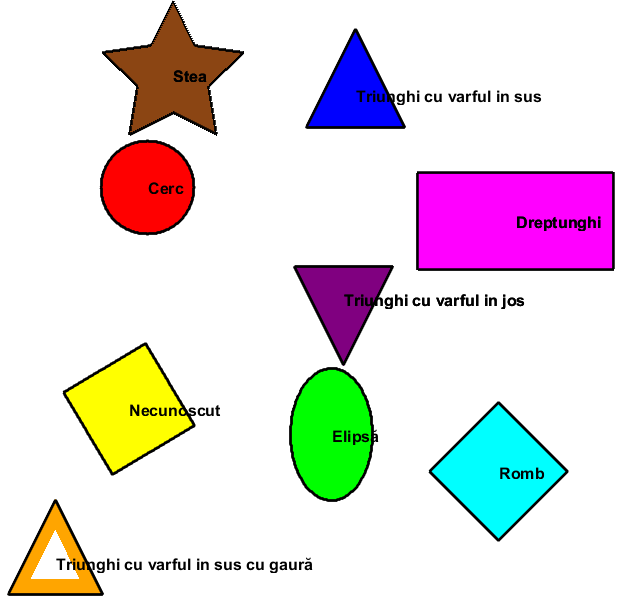 Stea
Triunghi cu varful in sus
Cerc
Dreptunghi
Triunghi cu varful in jos
Necunoscut
Elipsă
Romb
Triunghi cu varful in sus cu gaură